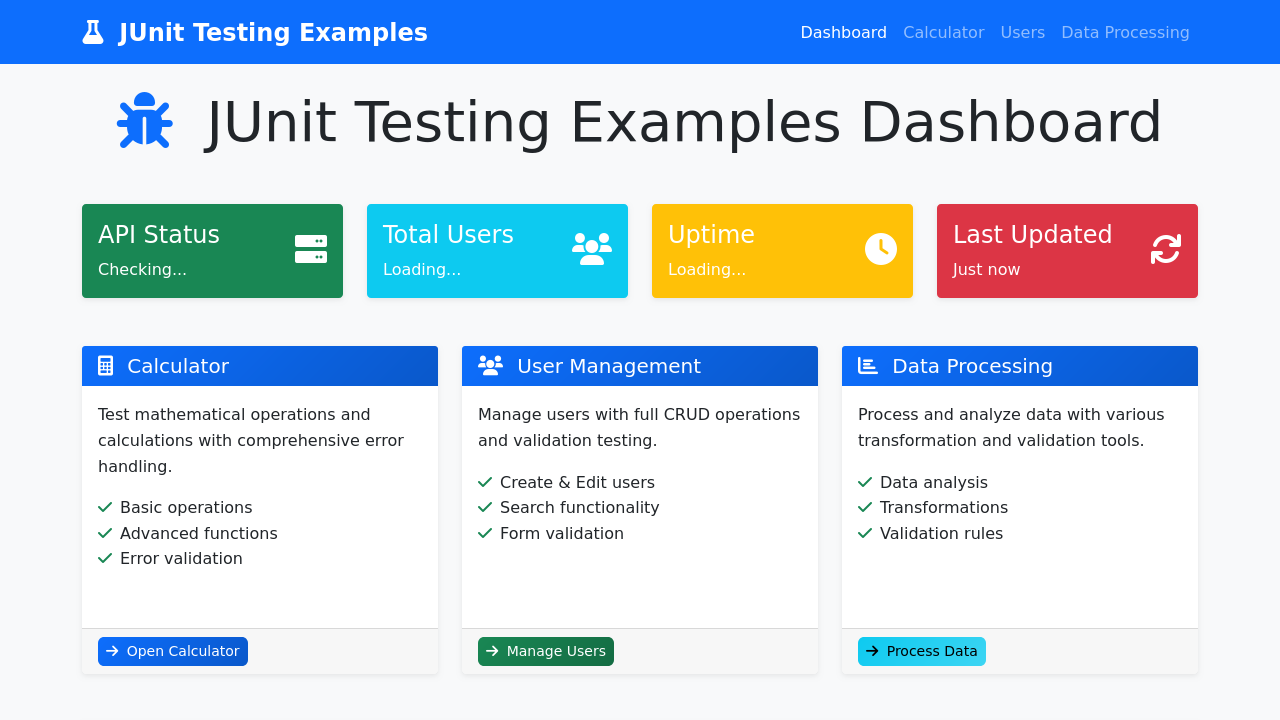 JUnit Testing Examples
Dashboard
Calculator
Users
Data Processing
JUnit Testing Examples Dashboard
API Status
Checking...
Total Users
Loading...
Uptime
Loading...
Last Updated
Just now
Calculator
Test mathematical operations and
calculations with comprehensive error
handling.
Basic operations
Advanced functions
Error validation
Open Calculator
User Management
Manage users with full CRUD operations
and validation testing.
Create & Edit users
Search functionality
Form validation
Manage Users
Data Processing
Process and analyze data with various
transformation and validation tools.
Data analysis
Transformations
Validation rules
Process Data